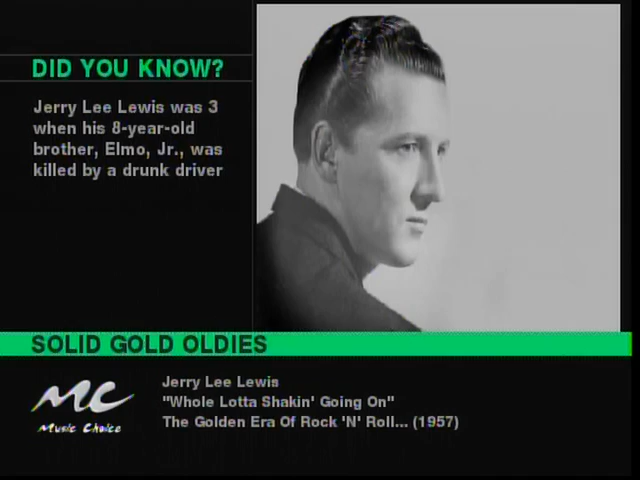 DID YOU KNOW?
Jerry Lee Lewis was 3
when his 8-year-old
brother, Elmo, Jr., was
killed by a drunk driver
SOLID GOLD OLDIES
MC
Music Choice
Jerry Lee Lewis
"Whole Lotta Shakin' Going On"
The Golden Era Of Rock 'N' Roll... (1957)